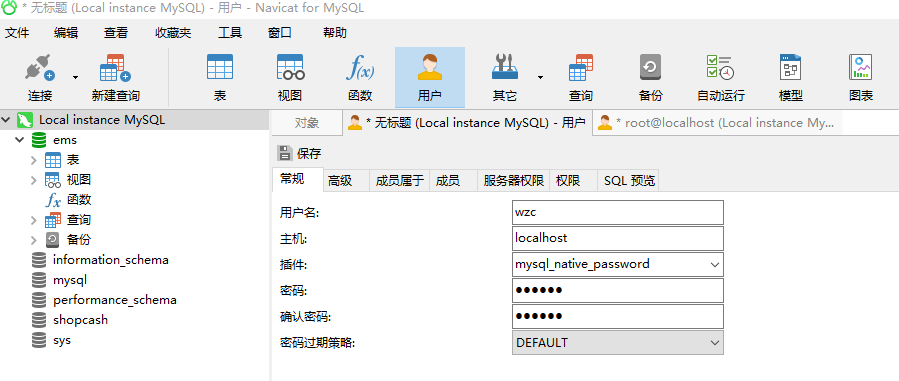 * 无标题 (Local instance MySQL) - 用户 - Navicat for MySQL
文件 编辑 查看 收藏夹 工具 窗口 帮助
f(x)
连接 新建查询 表 视图 函数 用户 其它 查询 备份 自动运行 模型 图表
Local instance MySQL
ems
表
视图
函数
查询
备份
information_schema
mysql
performance_schema
shopcash
sys
对象 * 无标题 (Local instance MySQL) - 用户 * root@localhost (Local instance My...
保存
常规 高级 成员属于 成员 服务器权限 权限 SQL 预览
用户名: wzc
主机: localhost
插件: mysql_native_password
密码: ●●●●●●
确认密码: ●●●●●●
密码过期策略: DEFAULT